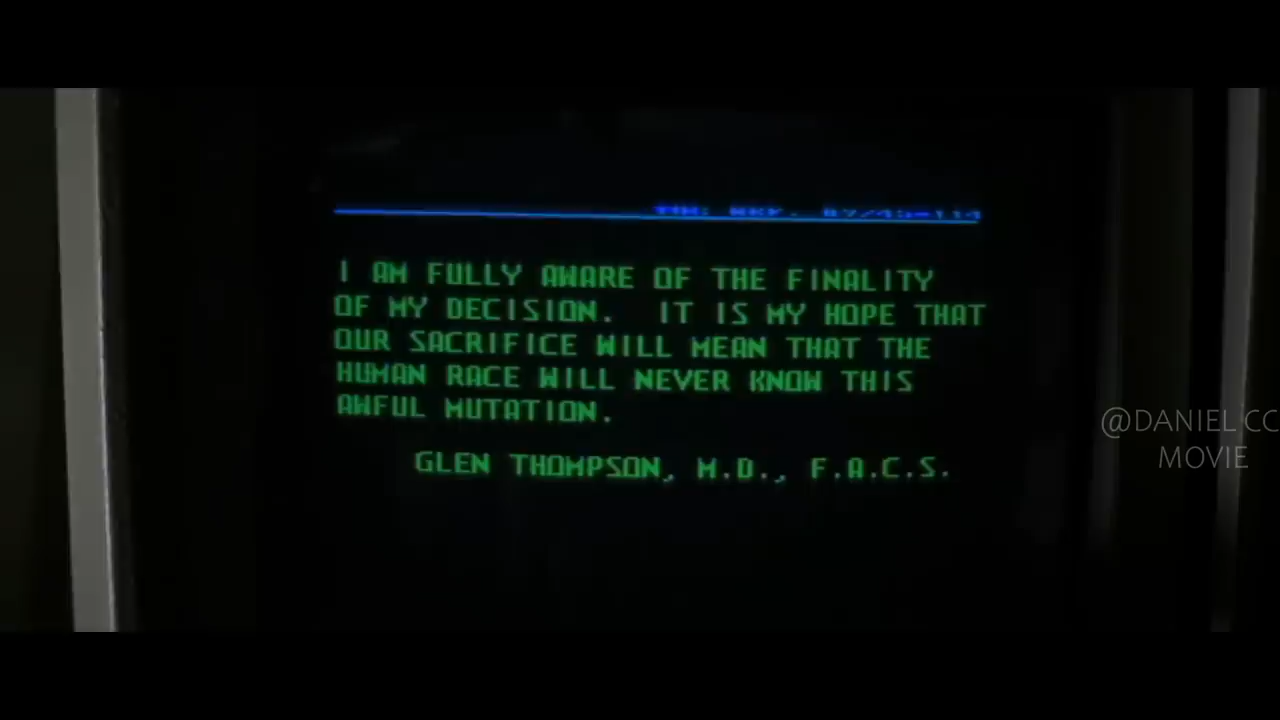 I AM FULLY AWARE OF THE FINALITY
OF MY DECISION. IT IS MY HOPE THAT
OUR SACRIFICE WILL MEAN THAT THE
HUMAN RACE WILL NEVER KNOW THIS
AWFUL MUTATION.
GLEN THOMPSON, M.D., F.A.C.S.
@DANIEL CC
MOVIE